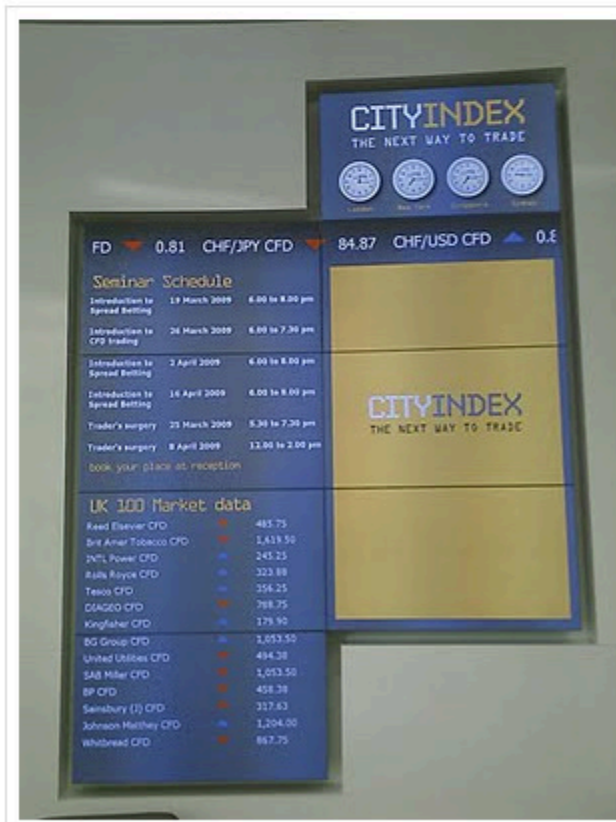 CITYINDEX
THE NEXT WAY TO TRADE
London New York Singapore Sydney
FD 0.81 CHF/JPY CFD 84.87 CHF/USD CFD 0.8
Seminar Schedule
Introduction to Spread Betting 19 March 2009 6.00 to 8.00 pm
Introduction to CFD trading 26 March 2009 6.00 to 7.30 pm
Introduction to Spread Betting 2 April 2009 6.00 to 8.00 pm
Introduction to Spread Betting 16 April 2009 6.00 to 8.00 pm
Trader's surgery 25 March 2009 5.30 to 7.30 pm
Trader's surgery 8 April 2009 12.00 to 2.00 pm
book your place at reception
CITYINDEX
THE NEXT WAY TO TRADE
UK 100 Market data
Reed Elsevier CFD 485.75
Brit Amer Tobacco CFD 1,619.50
INTL Power CFD 245.25
Rolls Royce CFD 323.88
Tesco CFD 356.25
DIAGEO CFD 768.75
Kingfisher CFD 179.90
BG Group CFD 1,053.50
United Utilities CFD 494.38
SAB Miller CFD 1,053.50
BP CFD 458.38
Sainsbury (J) CFD 317.63
Johnson Matthey CFD 1,204.00
Whitbread CFD 867.75